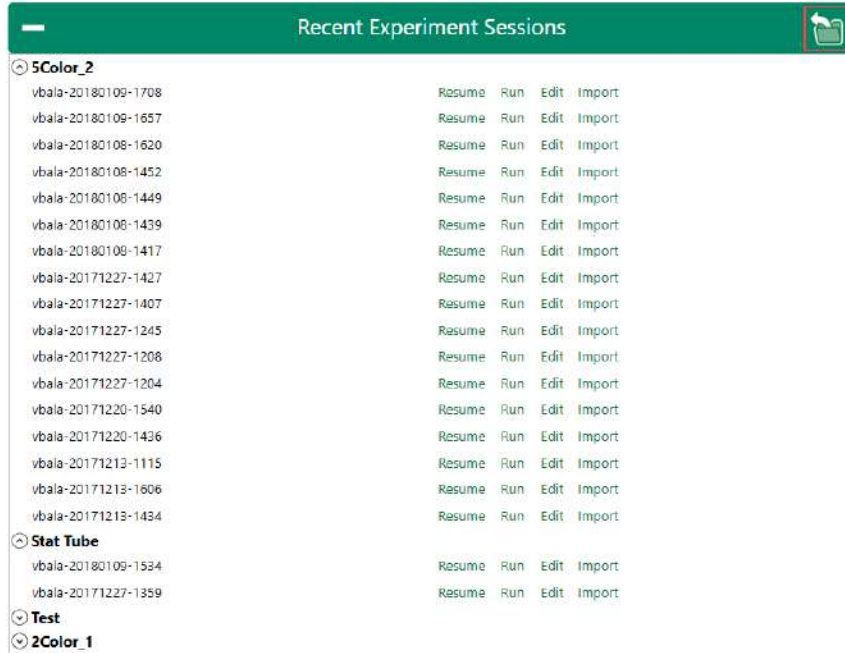 Recent Experiment Sessions
5Color_2
vbala-20180109-1708 Resume Run Edit Import
vbala-20180109-1657 Resume Run Edit Import
vbala-20180108-1620 Resume Run Edit Import
vbala-20180108-1452 Resume Run Edit Import
vbala-20180108-1449 Resume Run Edit Import
vbala-20180108-1439 Resume Run Edit Import
vbala-20180108-1417 Resume Run Edit Import
vbala-20171227-1427 Resume Run Edit Import
vbala-20171227-1407 Resume Run Edit Import
vbala-20171227-1245 Resume Run Edit Import
vbala-20171227-1208 Resume Run Edit Import
vbala-20171227-1204 Resume Run Edit Import
vbala-20171220-1540 Resume Run Edit Import
vbala-20171220-1436 Resume Run Edit Import
vbala-20171213-1115 Resume Run Edit Import
vbala-20171213-1606 Resume Run Edit Import
vbala-20171213-1434 Resume Run Edit Import
Stat Tube
vbala-20180109-1534 Resume Run Edit Import
vbala-20171227-1359 Resume Run Edit Import
Test
2Color_1